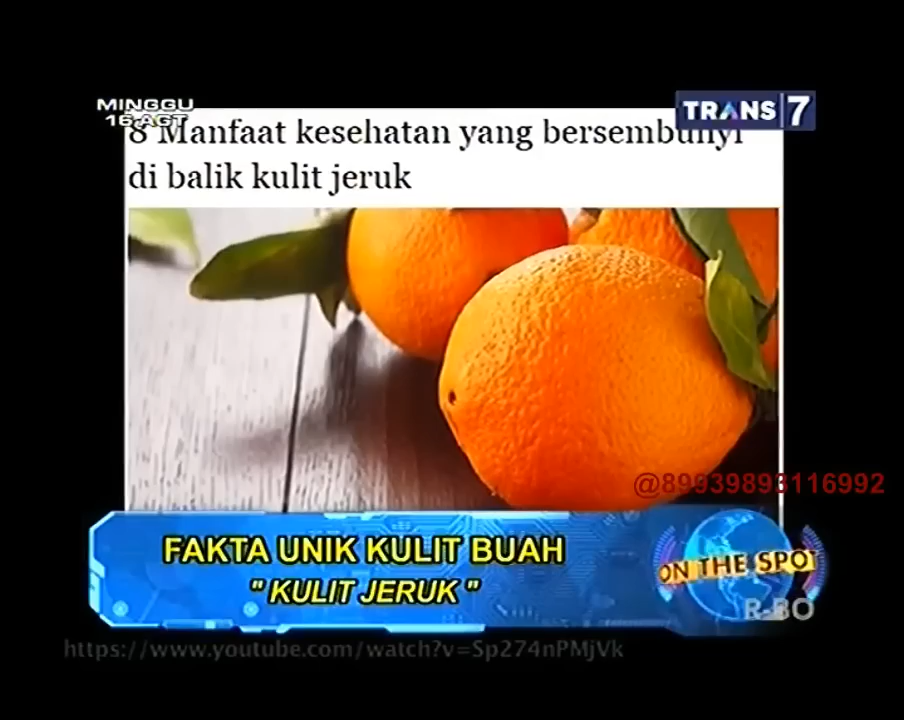 MINGGU
16 AGT
TRANS 7
8 Manfaat kesehatan yang bersembunyi
di balik kulit jeruk
@89939893116992
FAKTA UNIK KULIT BUAH
" KULIT JERUK "
ON THE SPOT
R-BO
https://www.youtube.com/watch?v=Sp274nPMjVk